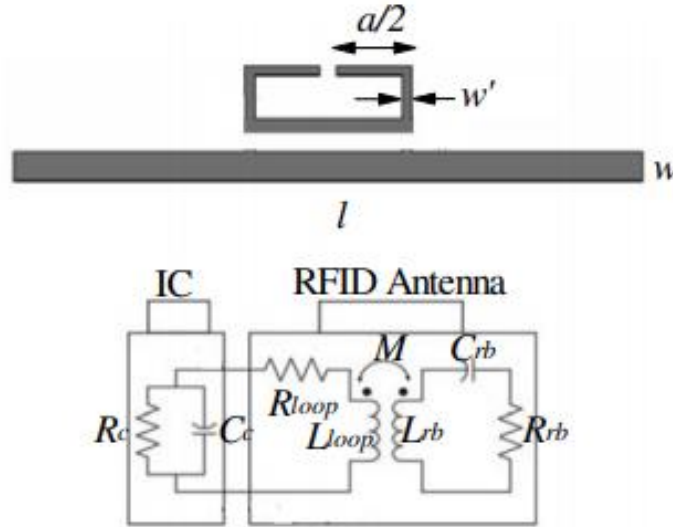 a/2
w'
w
l
IC
RFID Antenna
M
Crb
Rloop
Rc
Cc
Lloop
Lrb
Rrb